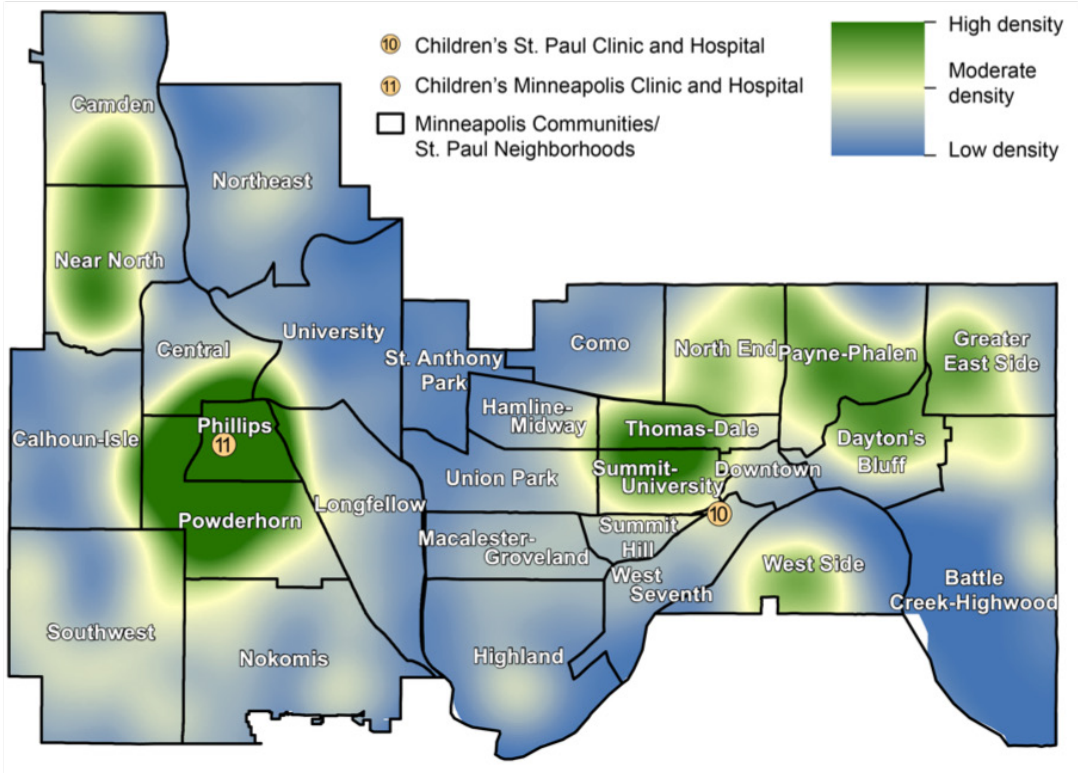 10 Children's St. Paul Clinic and Hospital
11 Children's Minneapolis Clinic and Hospital
Minneapolis Communities/
St. Paul Neighborhoods
High density
Moderate
density
Low density
Camden
Northeast
Near North
University
Central
St. Anthony
Park
Como
North End
Payne-Phalen
Greater
East Side
Hamline-
Midway
Phillips
11
Calhoun-Isle
Thomas-Dale
Dayton's
Bluff
Union Park
Summit-
University
Downtown
Longfellow
Powderhorn
10
Macalester-
Groveland
Summit
Hill
West
Seventh
West Side
Battle
Creek-Highwood
Southwest
Nokomis
Highland